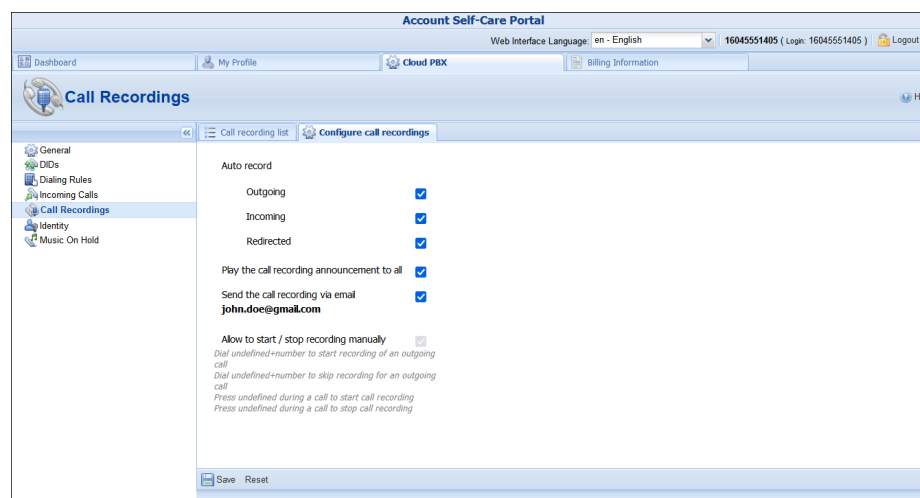 Account Self-Care Portal
Web Interface Language: en - English 16045551405 ( Login: 16045551405 ) Logout
Dashboard My Profile Cloud PBX Billing Information
Call Recordings H
Call recording list Configure call recordings
General
DIDs
Dialing Rules
Incoming Calls
Call Recordings
Identity
Music On Hold
Auto record
Outgoing
Incoming
Redirected
Play the call recording announcement to all
Send the call recording via email
john.doe@gmail.com
Allow to start / stop recording manually
Dial undefined+number to start recording of an outgoing
call
Dial undefined+number to skip recording for an outgoing
call
Press undefined during a call to start call recording
Press undefined during a call to stop call recording
Save Reset